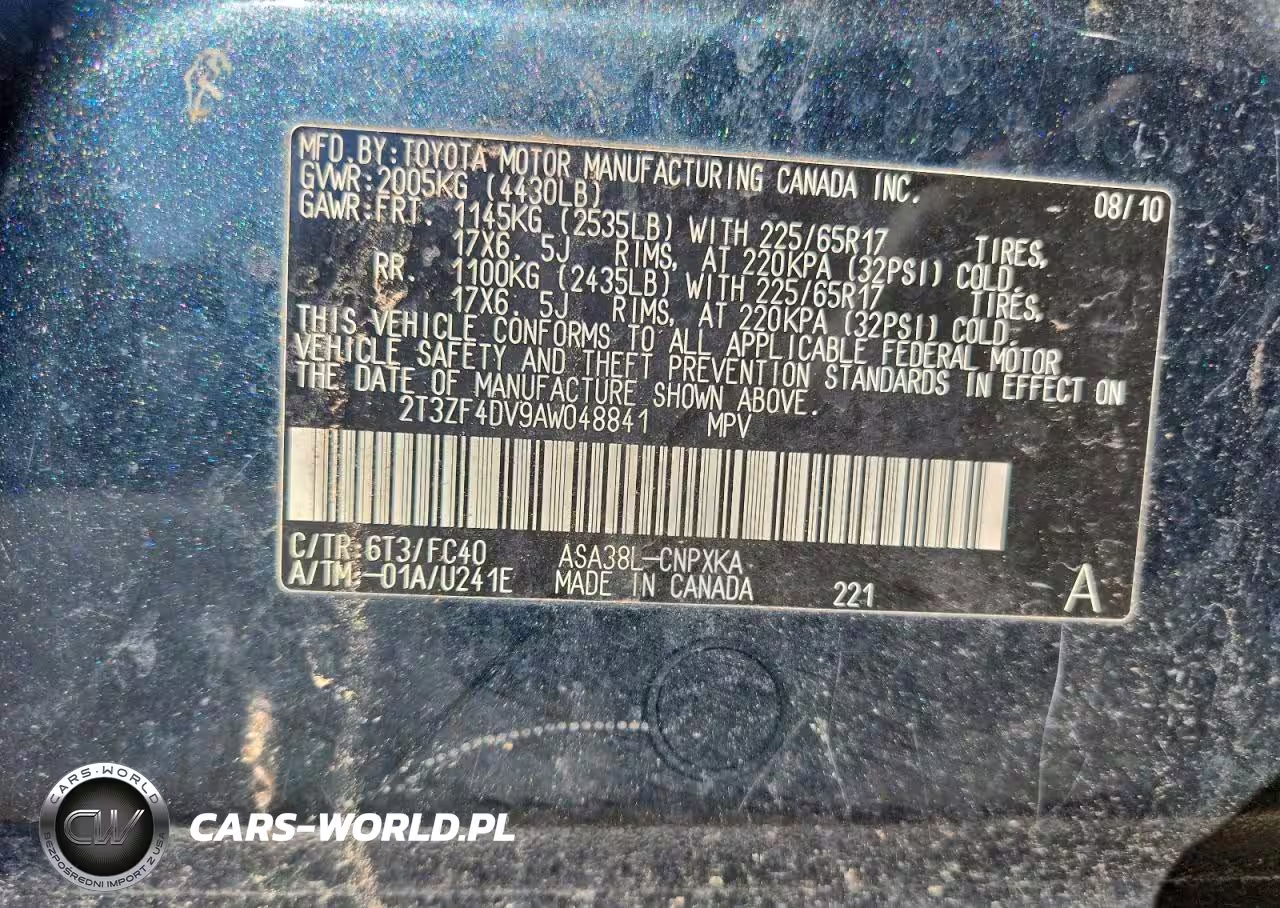 MFD. BY: TOYOTA MOTOR MANUFACTURING CANADA INC.
GVWR: 2005KG (4430LB) 08/10
GAWR: FRT. 1145KG (2535LB) WITH 225/65R17 TIRES,
17X6. 5J RIMS, AT 220KPA (32PSI) COLD.
RR. 1100KG (2435LB) WITH 225/65R17 TIRES,
17X6. 5J RIMS, AT 220KPA (32PSI) COLD.
THIS VEHICLE CONFORMS TO ALL APPLICABLE FEDERAL MOTOR
VEHICLE SAFETY AND THEFT PREVENTION STANDARDS IN EFFECT ON
THE DATE OF MANUFACTURE SHOWN ABOVE.
2T3ZF4DV9AW048841 MPV
C/TR:6T3/FC40 ASA38L-CNPXKA
A/TM:-01A/U241E MADE IN CANADA 221 A
CARS-WORLD
CW
BEZPOŚREDNI IMPORT Z USA
CARS-WORLD.PL